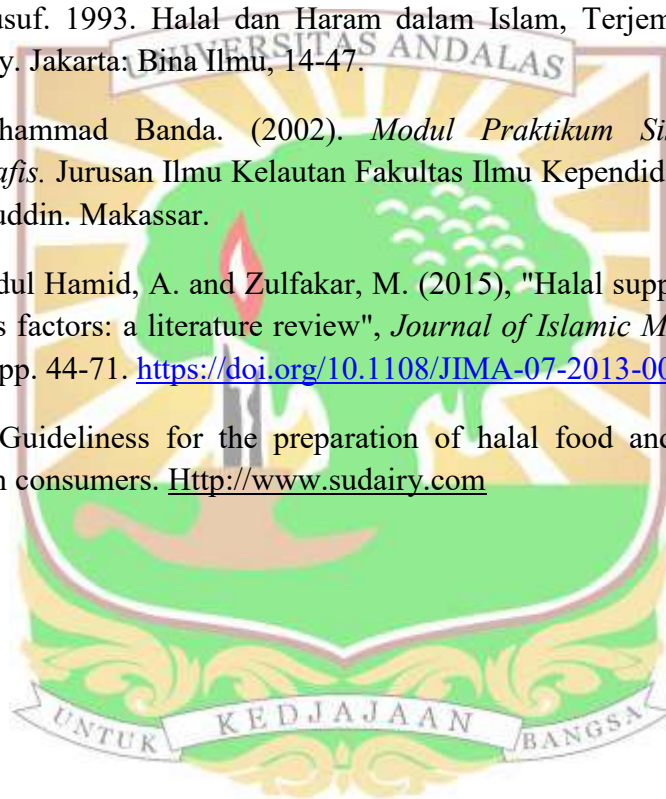 usuf. 1993. Halal dan Haram dalam Islam, Terjem
y. Jakarta: Bina Ilmu, 14-47.
UNIVERSITAS ANDALAS
hammad Banda. (2002). Modul Praktikum Si
afis. Jurusan Ilmu Kelautan Fakultas Ilmu Kependid
uddin. Makassar.
dul Hamid, A. and Zulfakar, M. (2015), "Halal supp
s factors: a literature review", Journal of Islamic M
pp. 44-71. https://doi.org/10.1108/JIMA-07-2013-00
Guideliness for the preparation of halal food and
n consumers. Http://www.sudairy.com
UNTUK KEDJAJAAN BANGSA